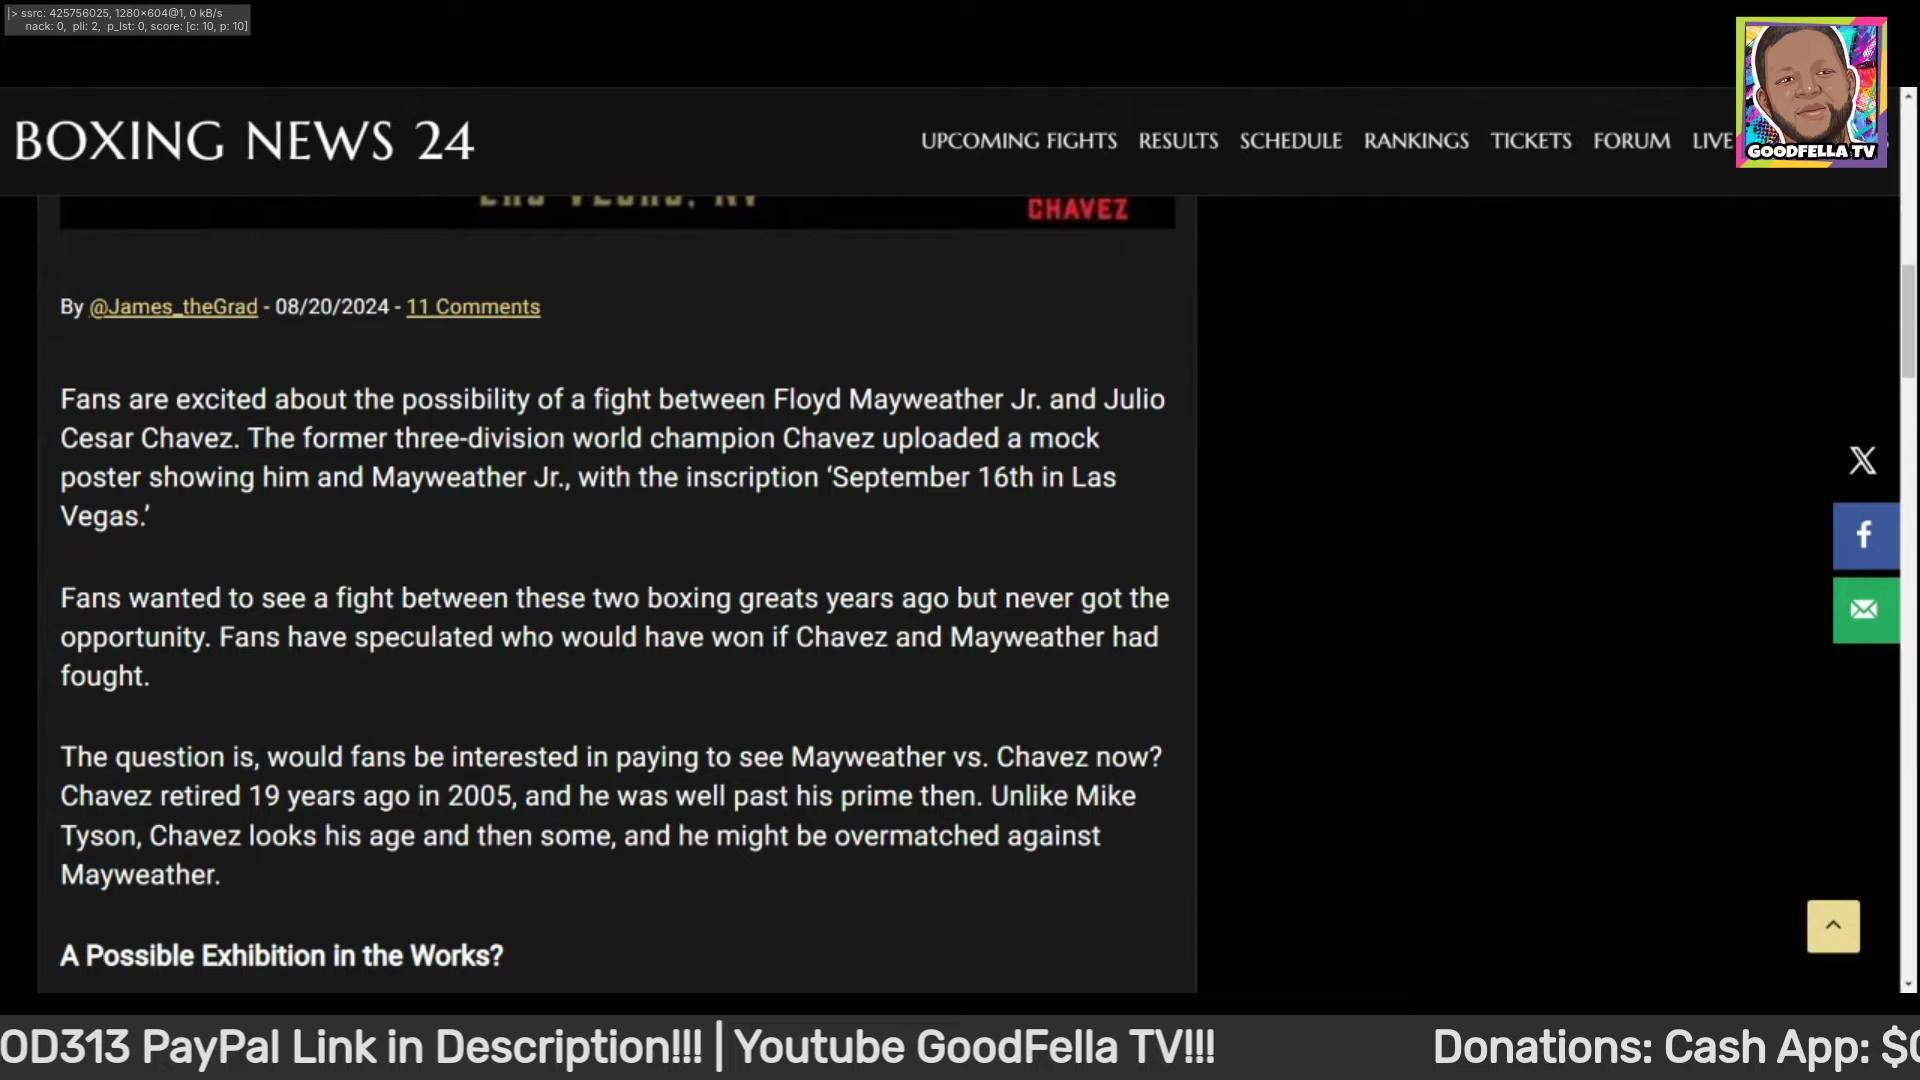 |> ssrc: 425756025, 1280×604@1, 0 kB/s
nack: 0, pli: 2, p_lst: 0, score: [c: 10, p: 10]
BOXING NEWS 24
UPCOMING FIGHTS RESULTS SCHEDULE RANKINGS TICKETS FORUM LIVE
GOODFELLA TV
LAS VEGAS, NV
CHAVEZ
By @James_theGrad - 08/20/2024 - 11 Comments
Fans are excited about the possibility of a fight between Floyd Mayweather Jr. and Julio
Cesar Chavez. The former three-division world champion Chavez uploaded a mock
poster showing him and Mayweather Jr., with the inscription ‘September 16th in Las
Vegas.’
Fans wanted to see a fight between these two boxing greats years ago but never got the
opportunity. Fans have speculated who would have won if Chavez and Mayweather had
fought.
The question is, would fans be interested in paying to see Mayweather vs. Chavez now?
Chavez retired 19 years ago in 2005, and he was well past his prime then. Unlike Mike
Tyson, Chavez looks his age and then some, and he might be overmatched against
Mayweather.
A Possible Exhibition in the Works?
OD313 PayPal Link in Description!!! | Youtube GoodFella TV!!! Donations: Cash App: $